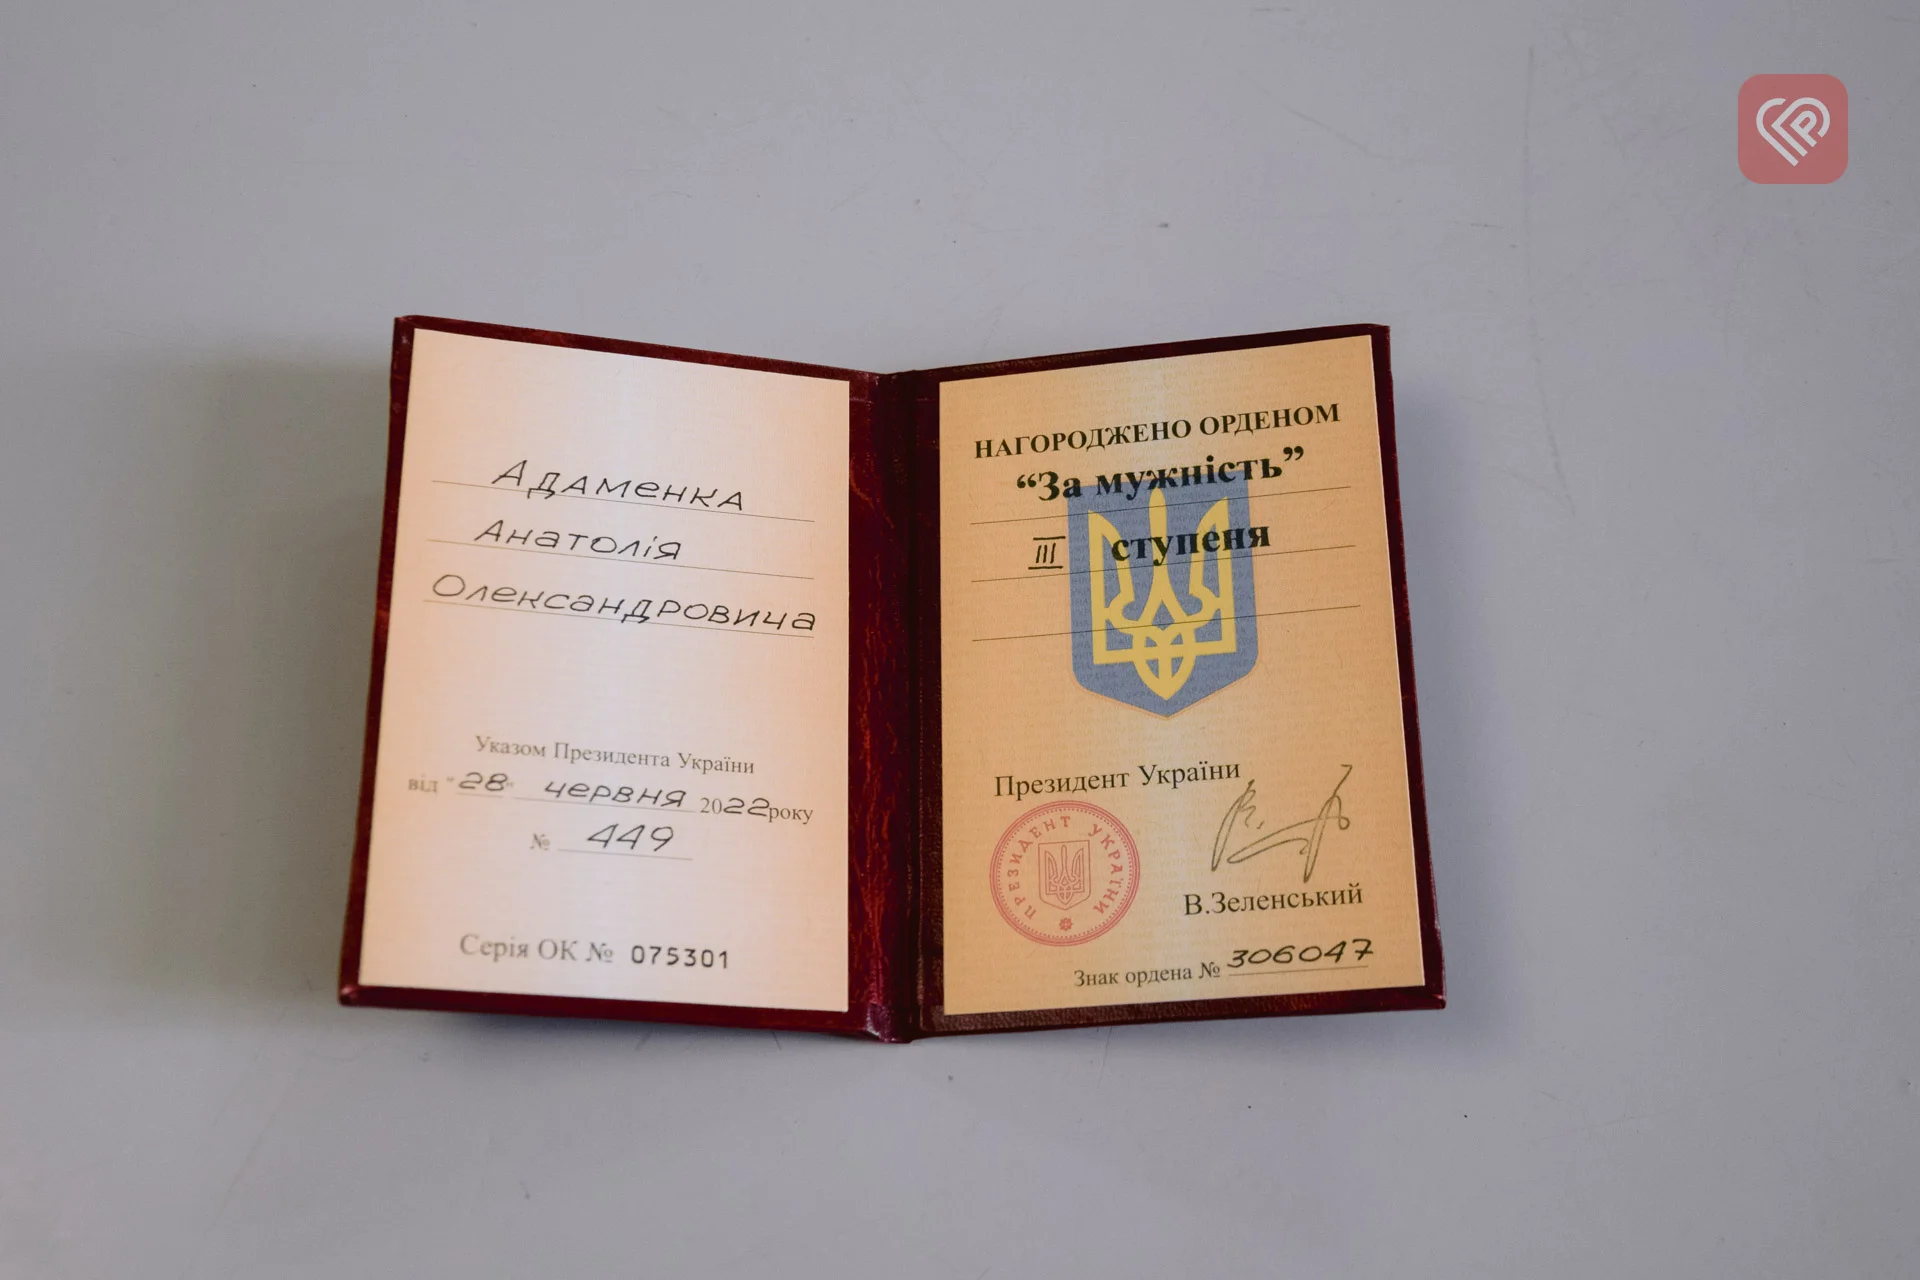 Адаменка
Анатолія
Олександровича
Указом Президента України
від "28" червня 2022 року
№ 449
Серія ОК № 075301
НАГОРОДЖЕНО ОРДЕНОМ
“За мужність”
III ступеня
Президент України
ПРЕЗИДЕНТ УКРАЇНИ
В.Зеленський
Знак ордена № 306047